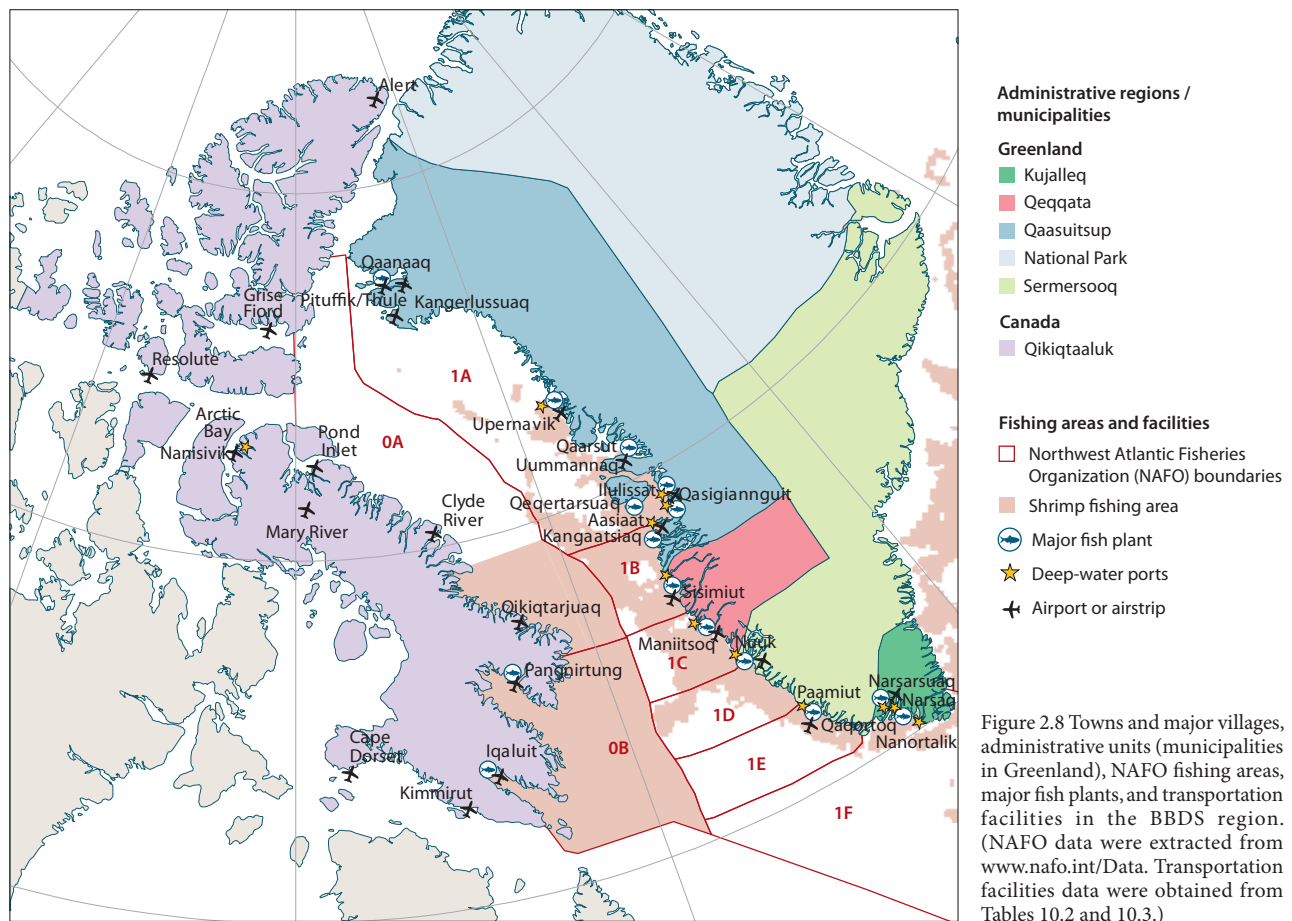 Alert
Qaanaaq
Pituffik/Thule
Kangerlussuaq
Grise
Fiord
Resolute
1A
Arctic
Bay
Nanisivik
Pond
Inlet
0A
Upernavik
Qaarsut
Uummannaq
Ilulissat
Qasigiannguit
Qeqertarsuaq
Aasiaat
Kangaatsiaq
Clyde
River
Mary River
1B
Sisimiut
Qikiqtarjuaq
Maniitsoq
Nuuk
1C
Pangnirtung
Narsarsuaq
Narsaq
Paamiut
1D
Qaqortoq
Nanortalik
Cape
Dorset
Iqaluit
0B
1E
Kimmirut
1F
Administrative regions /
municipalities
Greenland
Kujalleq
Qeqqata
Qaasuitsup
National Park
Sermersooq
Canada
Qikiqtaaluk
Fishing areas and facilities
Northwest Atlantic Fisheries
Organization (NAFO) boundaries
Shrimp fishing area
Major fish plant
Deep-water ports
Airport or airstrip
Figure 2.8 Towns and major villages,
administrative units (municipalities
in Greenland), NAFO fishing areas,
major fish plants, and transportation
facilities in the BBDS region.
(NAFO data were extracted from
www.nafo.int/Data. Transportation
facilities data were obtained from
Tables 10.2 and 10.3.)